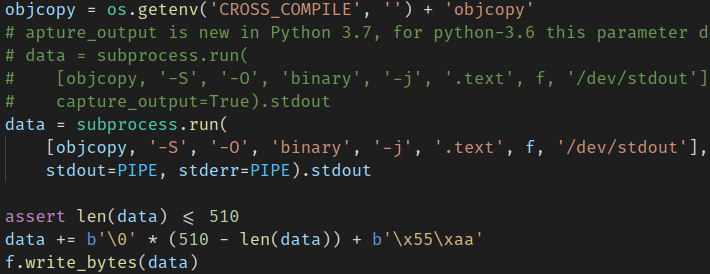 objcopy = os.getenv('CROSS_COMPILE', '') + 'objcopy'
# apture_output is new in Python 3.7, for python-3.6 this parameter d
# data = subprocess.run(
#    [objcopy, '-S', '-O', 'binary', '-j', '.text', f, '/dev/stdout']
#    capture_output=True).stdout
data = subprocess.run(
    [objcopy, '-S', '-O', 'binary', '-j', '.text', f, '/dev/stdout'],
    stdout=PIPE, stderr=PIPE).stdout
assert len(data) <= 510
data += b'\0' * (510 - len(data)) + b'\x55\xaa'
f.write_bytes(data)